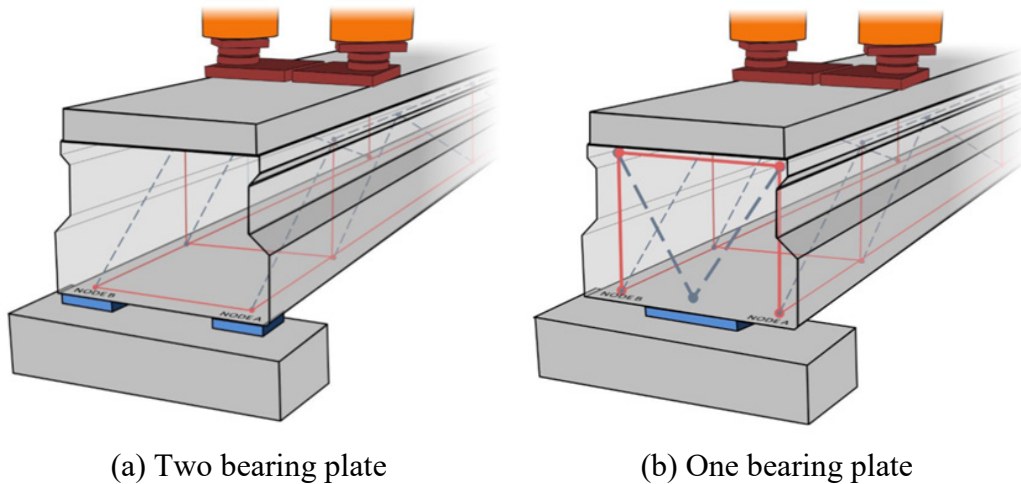 NODE B
NODE A
NODE B
NODE A
(a) Two bearing plate
(b) One bearing plate